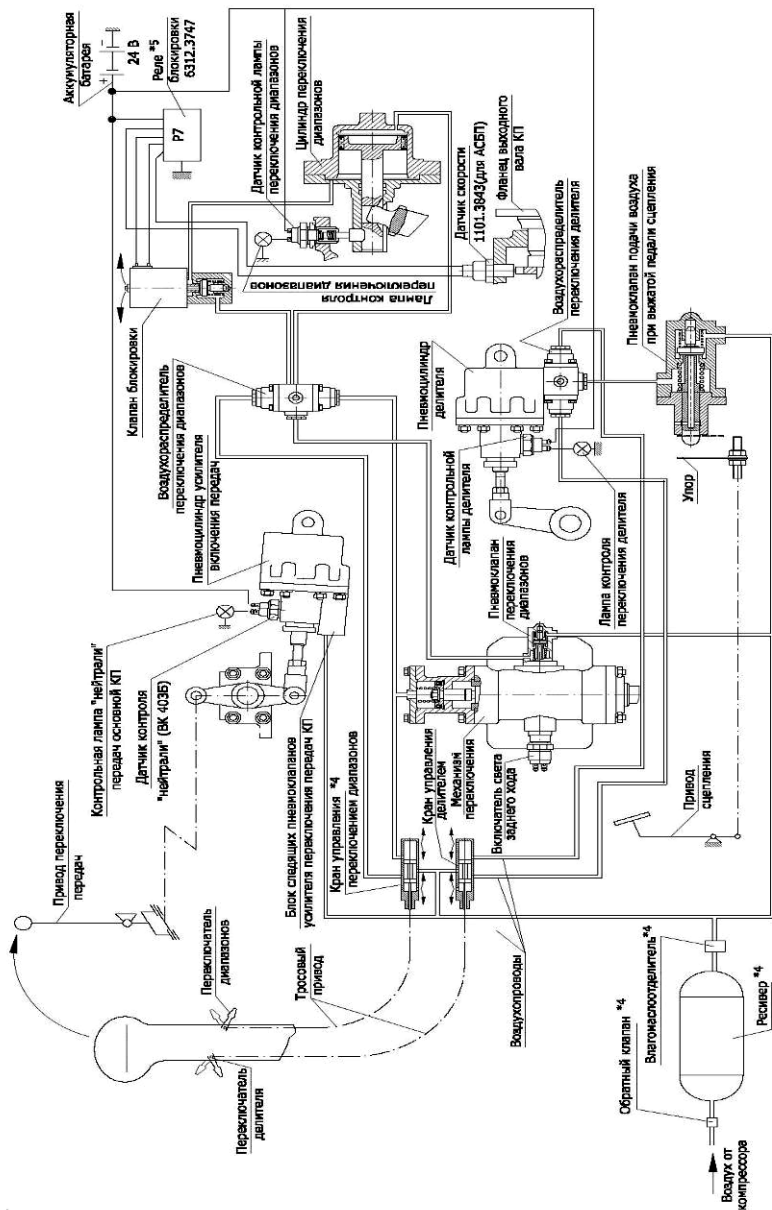 Аккумуляторная
батарея
+
−
24 В
Реле *5
блокировки
6312.3747
P7
Цилиндр переключения
диапазонов
Датчик контрольной лампы
переключения диапазонов
Лампа контроля
переключения диапазонов
Датчик скорости
1101.3843(для АСБП)
Фланец выходного
вала КП
Клапан блокировки
Воздухораспределитель
переключения диапазонов
Пневмоцилиндр усилителя
включения передач
Пневмоцилиндр
делителя
Воздухораспределитель
переключения делителя
Пневмоклапан подачи воздуха
при выжатой педали сцепления
Датчик контрольной
лампы делителя
Лампа контроля
переключения делителя
Упор
Пневмоклапан
переключения
диапазонов
Контрольная лампа "нейтрали"
передач основной КП
Датчик контроля
"нейтрали" (ВК 403Б)
Блок следящих пневмоклапанов
усилителя переключения передач КП
Кран управления *4
переключением диапазонов
Кран управления
делителем
Механизм
переключения
Включатель света
заднего хода
Привод
сцепления
Привод переключения
передач
Переключатель
диапазонов
Переключатель
делителя
Тросовый
привод
Воздухопроводы
Обратный клапан *4
Влагомаслоотделитель *4
Ресивер *4
Воздух от
компрессора